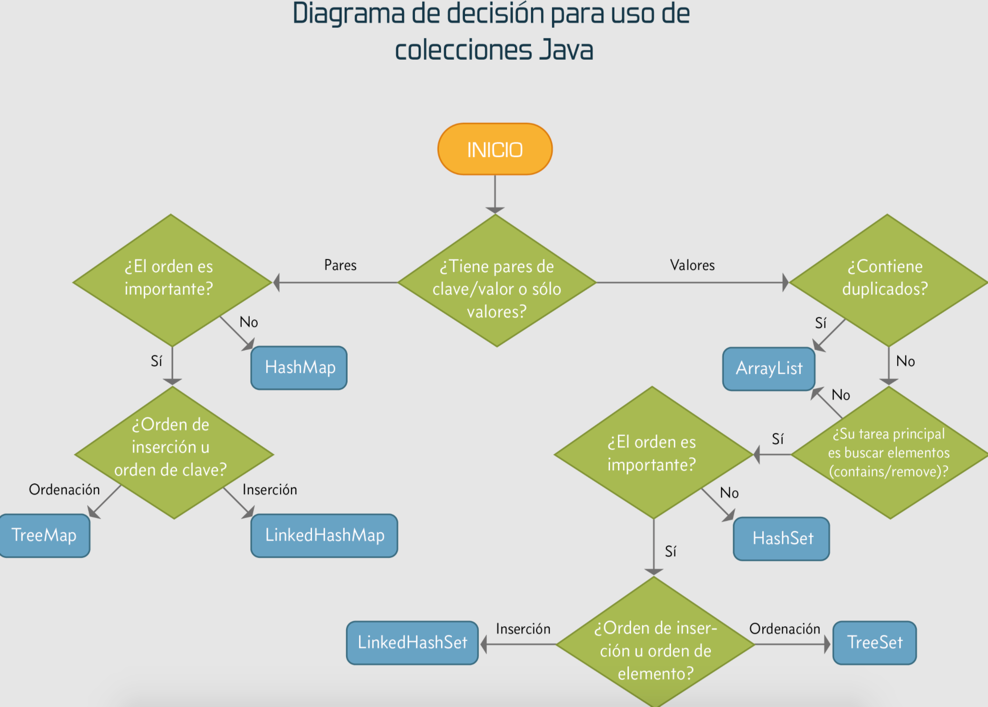 Diagrama de decisión para uso de
colecciones Java
INICIO
¿El orden es
importante?
Pares
¿Tiene pares de
clave/valor o sólo
valores?
Valores
¿Contiene
duplicados?
No
Sí
HashMap
Sí
No
ArrayList
No
¿Orden de
inserción u
orden de clave?
¿El orden es
importante?
Sí
¿Su tarea principal
es buscar elementos
(contains/remove)?
Ordenación
Inserción
No
TreeMap
LinkedHashMap
HashSet
Sí
LinkedHashSet
Inserción
¿Orden de inser-
ción u orden de
elemento?
Ordenación
TreeSet